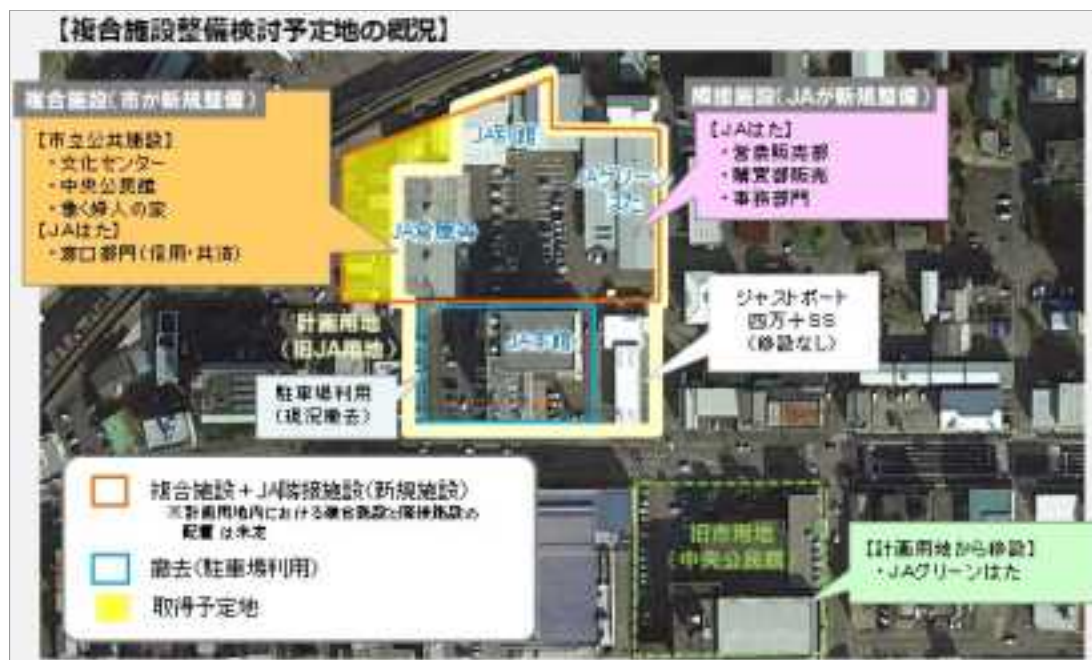 【複合施設整備検討予定地の概況】
複合施設(市が新規整備)
【市立公共施設】
・文化センター
・中央公民館
・働く婦人の家
【JAはた】
・窓口部門(信用・共済)
隣接施設(JAが新規整備)
【JAはた】
・営農販売部
・購買部販売
・事務部門
JA別館
JAグリーン
はた
JA会館
ジャストポート
四万十SS
(移設なし)
計画用地
(旧JA用地)
JA本館
駐車場利用
(現況撤去)
複合施設+JA隣接施設(新規施設)
※計画用地内における複合施設と隣接施設の
配置は未定
撤去(駐車場利用)
取得予定地
旧市用地
(中央公民館)
【計画用地から移設】
・JAグリーンはた